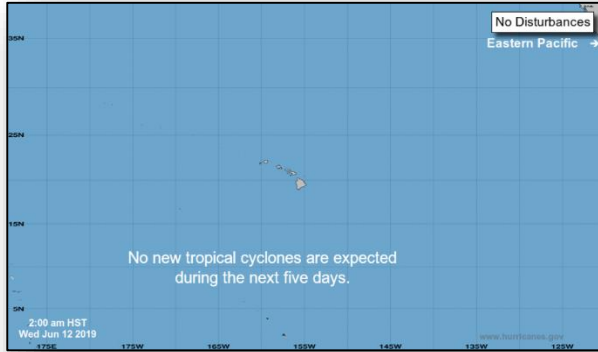 No Disturbances
Eastern Pacific →
35N
25N
15N
No new tropical cyclones are expected
during the next five days.
5N
2:00 am HST
Wed Jun 12 2019
www.hurricanes.gov
175E
175W
165W
155W
145W
135W
125W